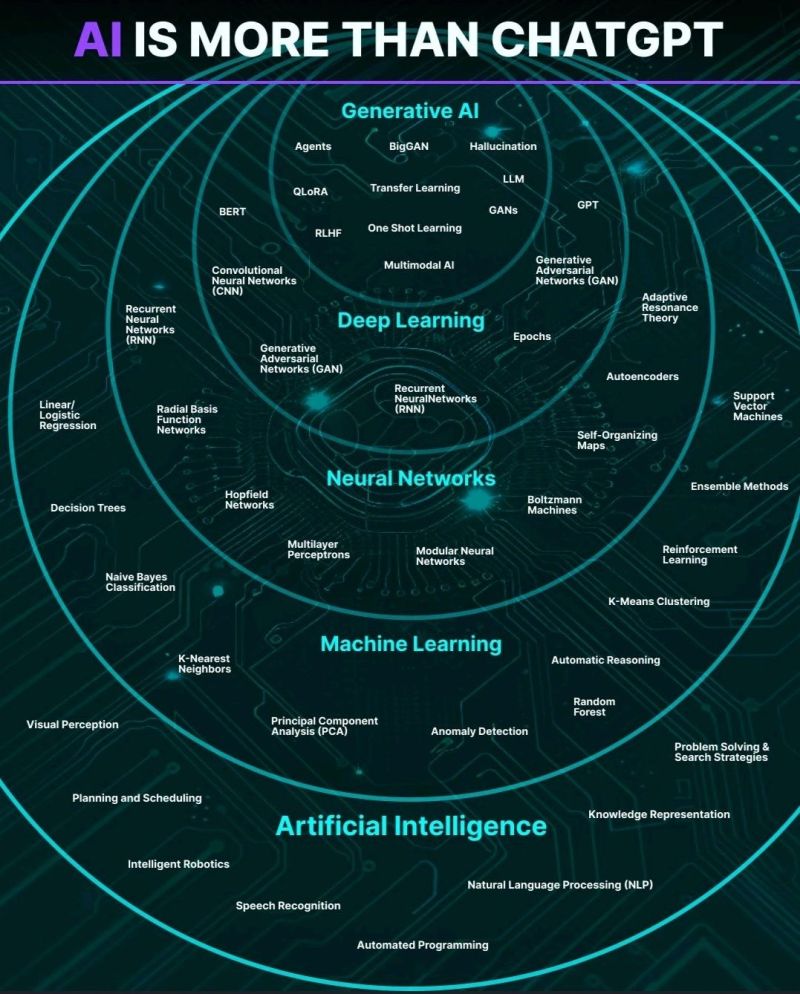 AI IS MORE THAN CHATGPT
Generative AI
Agents
BigGAN
Hallucination
QLoRA
Transfer Learning
LLM
BERT
GANs
GPT
RLHF
One Shot Learning
Multimodal AI
Convolutional
Neural Networks
(CNN)
Generative
Adversarial
Networks (GAN)
Recurrent
Neural
Networks
(RNN)
Adaptive
Resonance
Theory
Deep Learning
Epochs
Generative
Adversarial
Networks (GAN)
Recurrent
NeuralNetworks
(RNN)
Autoencoders
Linear/
Logistic
Regression
Radial Basis
Function
Networks
Support
Vector
Machines
Self-Organizing
Maps
Neural Networks
Ensemble Methods
Decision Trees
Hopfield
Networks
Boltzmann
Machines
Multilayer
Perceptrons
Modular Neural
Networks
Reinforcement
Learning
Naive Bayes
Classification
K-Means Clustering
Machine Learning
K-Nearest
Neighbors
Automatic Reasoning
Random
Forest
Visual Perception
Principal Component
Analysis (PCA)
Anomaly Detection
Problem Solving &
Search Strategies
Planning and Scheduling
Knowledge Representation
Artificial Intelligence
Intelligent Robotics
Natural Language Processing (NLP)
Speech Recognition
Automated Programming